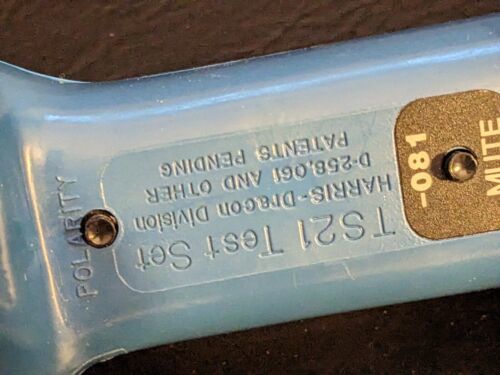 TS21 Test Set
HARRIS-Dracon Division
D-258,061 AND OTHER
PATENTS PENDING
POLARITY
-081
MUTE